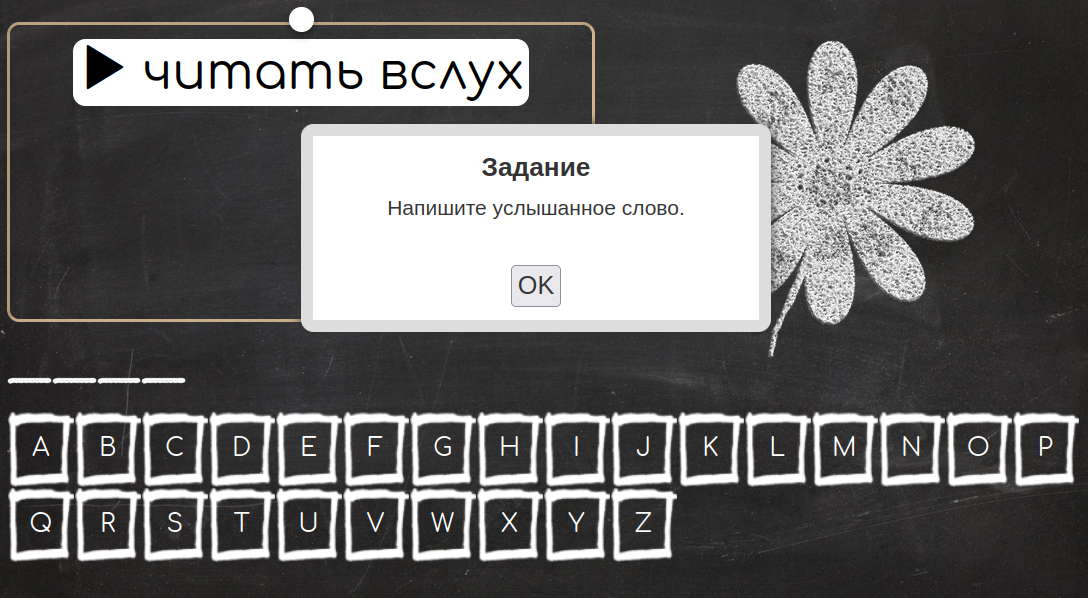 ▶ читать вслух
Задание
Напишите услышанное слово.
OK
A B C D E F G H I J K L M N O P
Q R S T U V W X Y Z